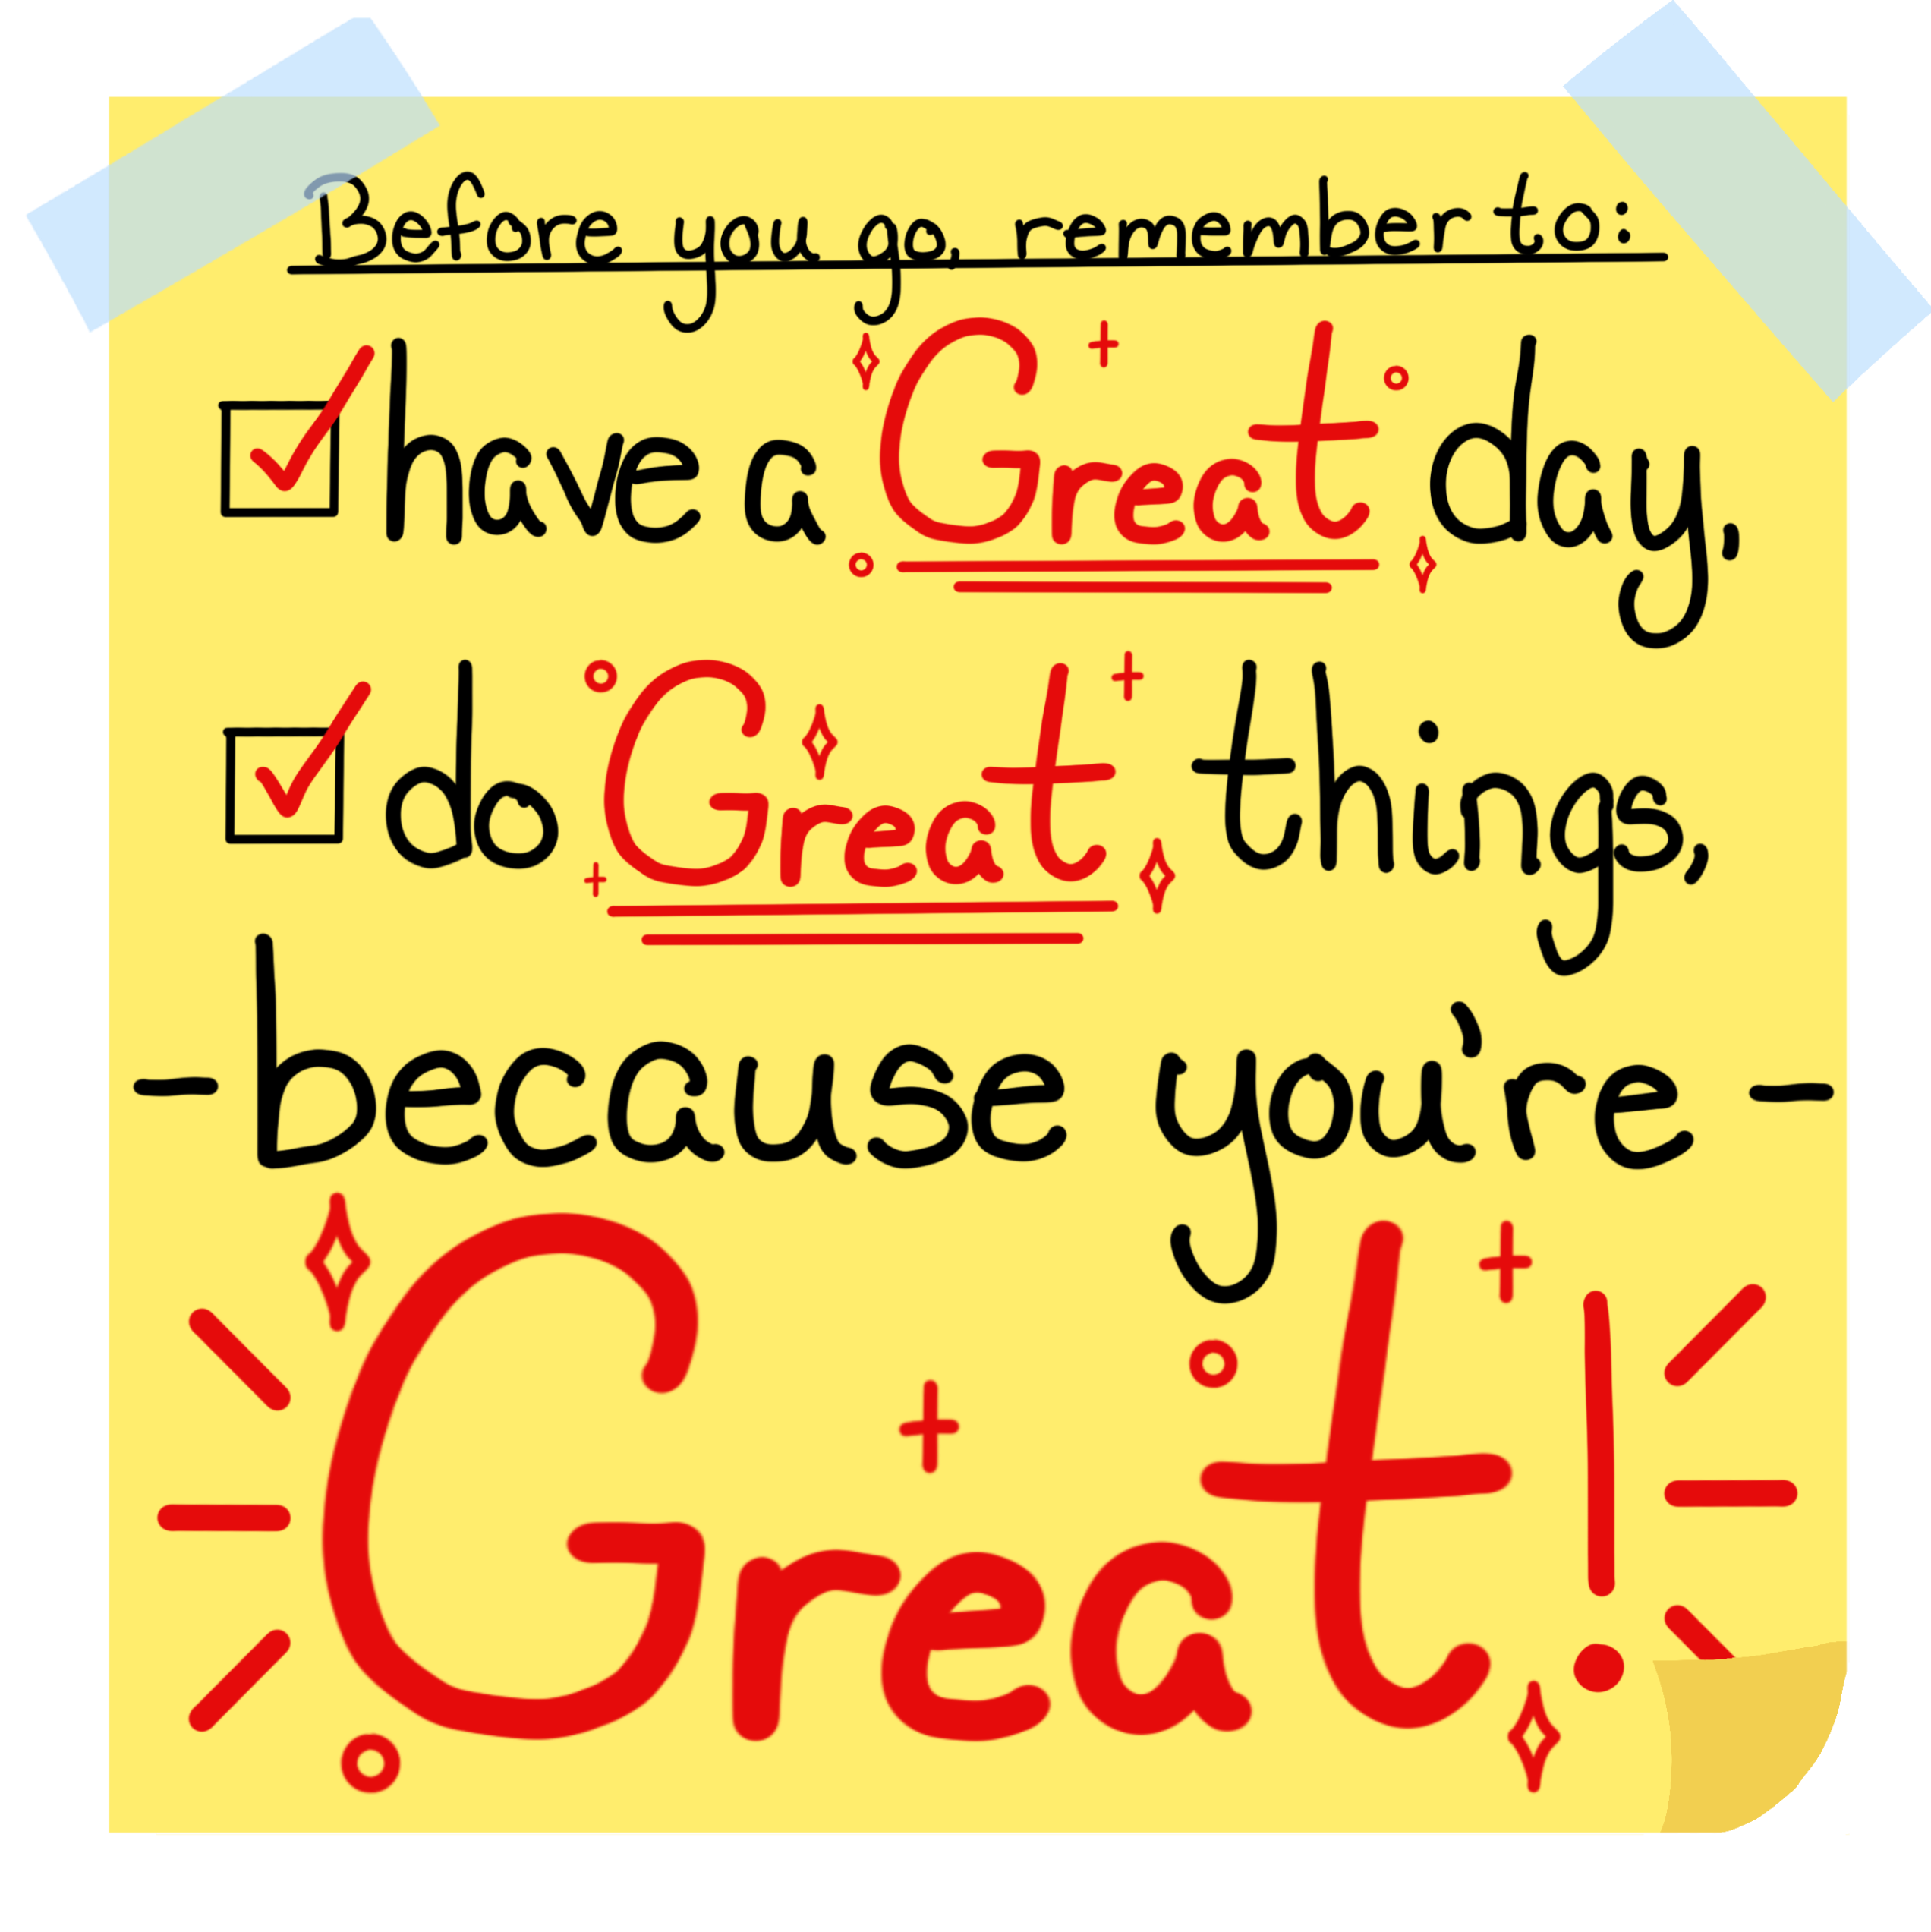 Before you go, remember to:
have a Great day,
do Great things,
-because you're-
Great!